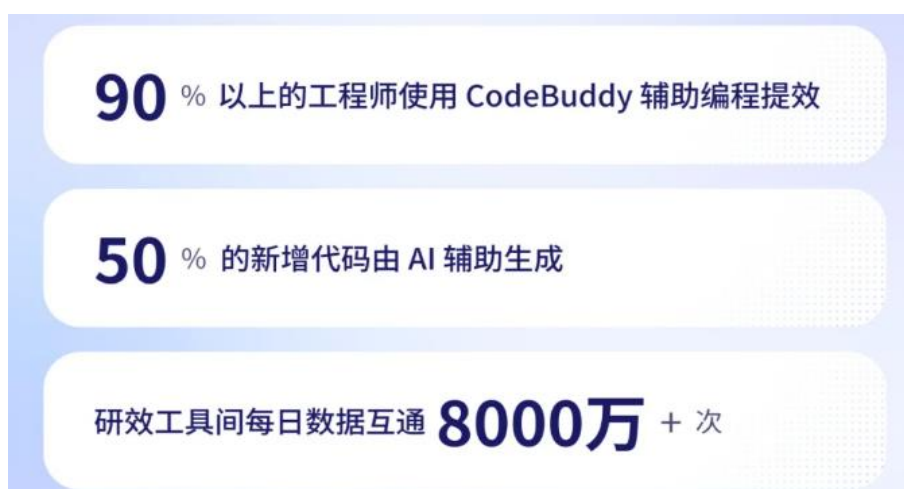 90 % 以上的工程师使用 CodeBuddy 辅助编程提效
50 % 的新增代码由 AI 辅助生成
研效工具间每日数据互通 8000万 + 次